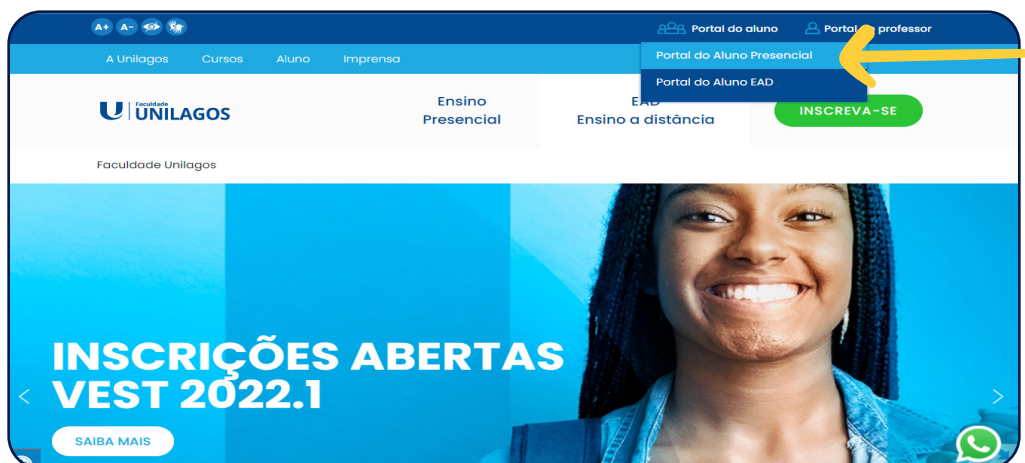 A+ A-
Portal do aluno
Portal professor
A Unilagos Cursos Aluno Imprensa
Portal do Aluno Presencial
Portal do Aluno EAD
Faculdade
UNILAGOS
Ensino
Presencial
EAD
Ensino a distância
INSCREVA-SE
Faculdade Unilagos
INSCRIÇÕES ABERTAS
VEST 2022.1
SAIBA MAIS